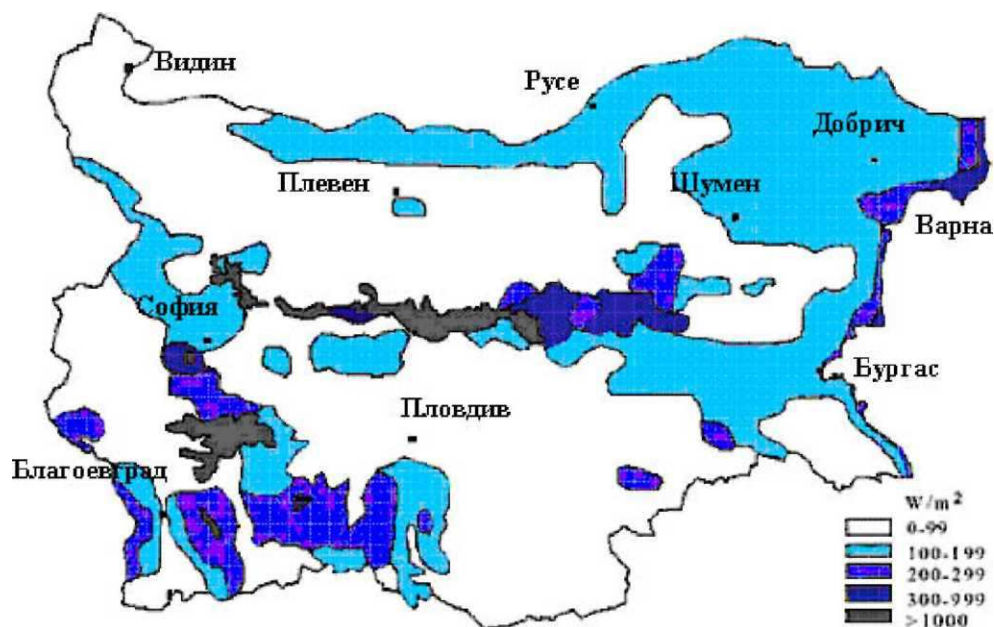 Видин
Русе
Добрич
Плевен
Шумен
Варна
София
Бургас
Пловдив
Благоевград
W/m²
0-99
100-199
200-299
300-999
>1000